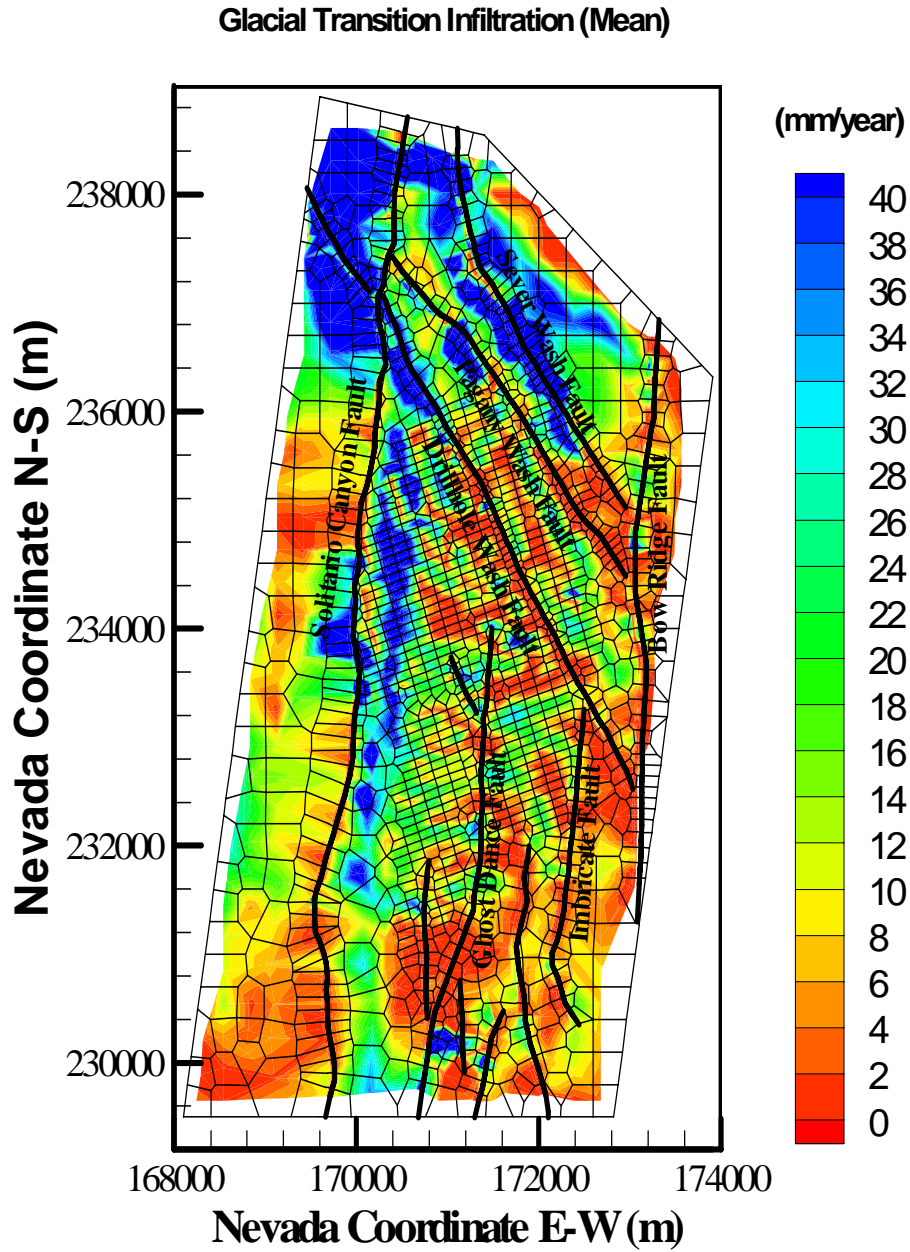 Glacial Transition Infiltration (Mean)
(mm/year)
40
38
36
34
32
30
28
26
24
22
20
18
16
14
12
10
8
6
4
2
0
Nevada Coordinate N-S (m)
238000
236000
234000
232000
230000
Sever Wash Fault
Pagany Wash Fault
Drillhole Wash Fault
Solitario Canyon Fault
Bow Ridge Fault
Ghost Dance Fault
Imbricate Fault
168000
170000
172000
174000
Nevada Coordinate E-W (m)